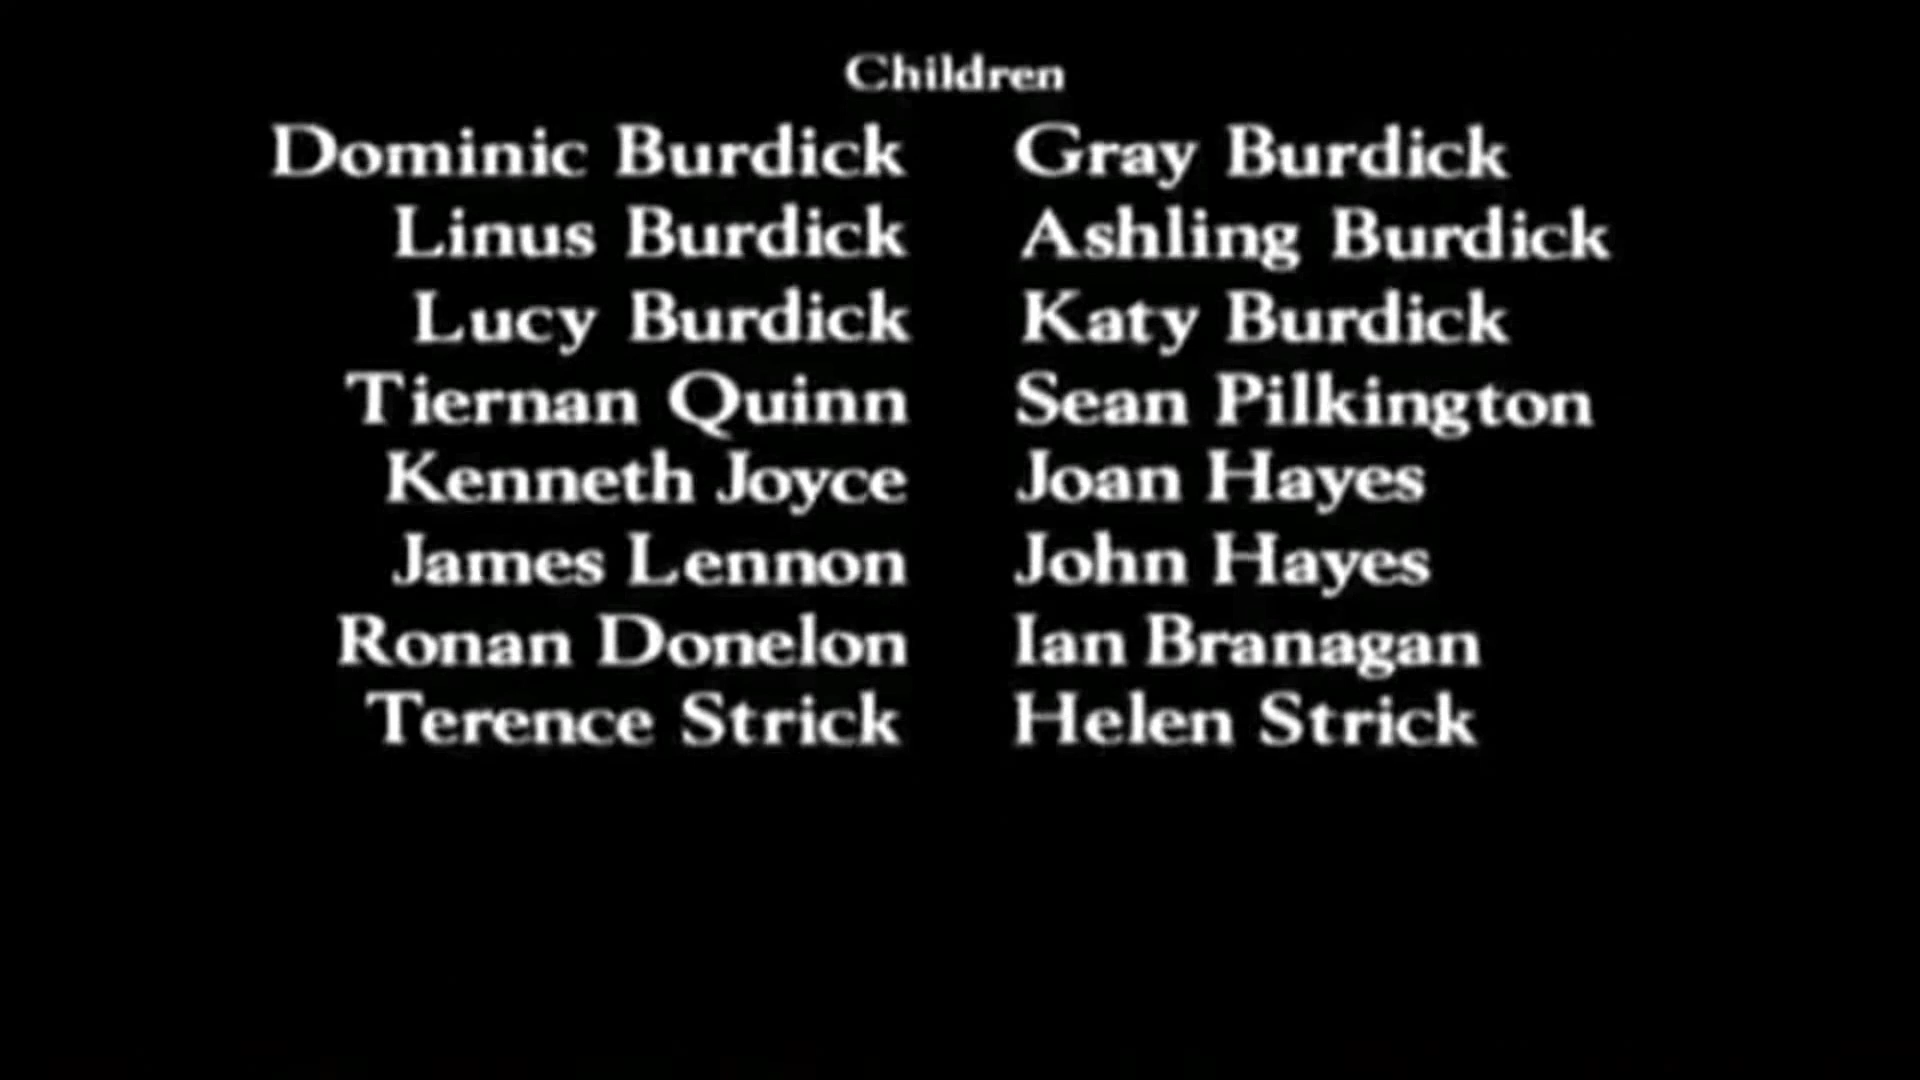 Children
Dominic Burdick Gray Burdick
Linus Burdick Ashling Burdick
Lucy Burdick Katy Burdick
Tiernan Quinn Sean Pilkington
Kenneth Joyce Joan Hayes
James Lennon John Hayes
Ronan Donelon Ian Branagan
Terence Strick Helen Strick